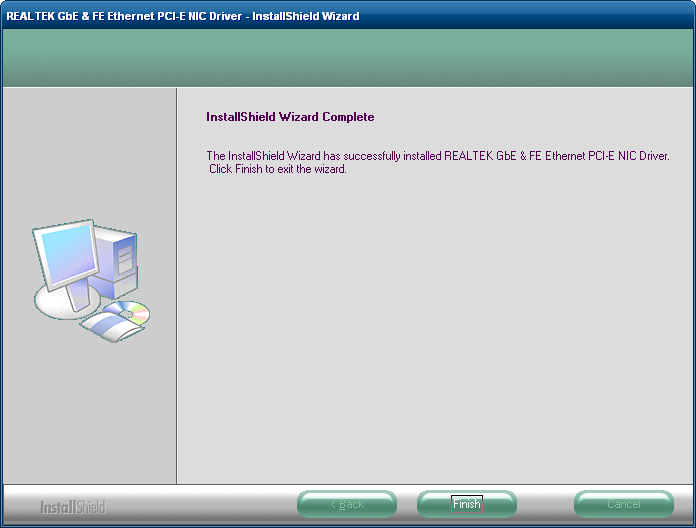 REALTEK GbE & FE Ethernet PCI-E NIC Driver - InstallShield Wizard
InstallShield Wizard Complete
The InstallShield Wizard has successfully installed REALTEK GbE & FE Ethernet PCI-E NIC Driver.
Click Finish to exit the wizard.
InstallShield
< Back
Finish
Cancel